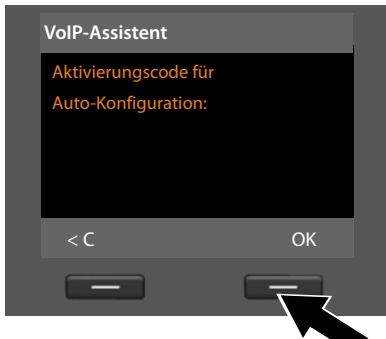 VoIP-Assistent
Aktivierungscode für
Auto-Konfiguration:
< C OK